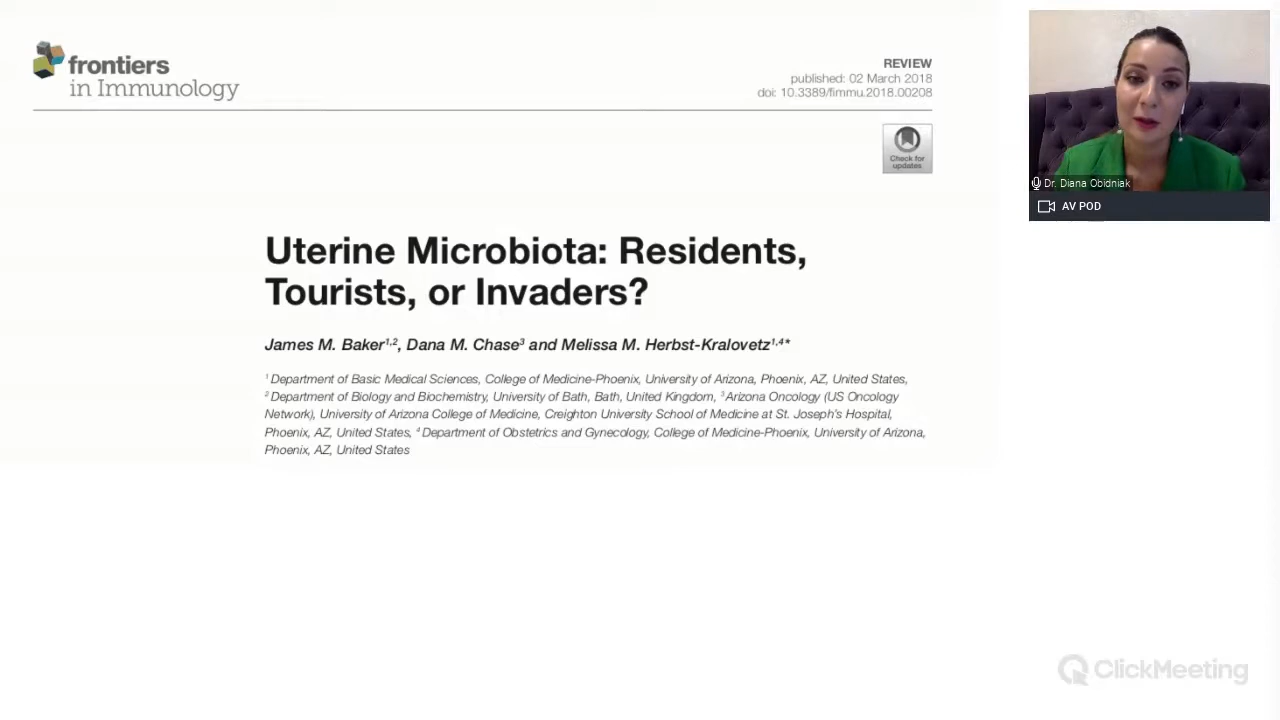 frontiers
in Immunology
REVIEW
published: 02 March 2018
doi: 10.3389/fimmu.2018.00208
Check for
updates
Uterine Microbiota: Residents,
Tourists, or Invaders?
James M. Baker1,2, Dana M. Chase3 and Melissa M. Herbst-Kralovetz1,4*
1 Department of Basic Medical Sciences, College of Medicine-Phoenix, University of Arizona, Phoenix, AZ, United States,
2 Department of Biology and Biochemistry, University of Bath, Bath, United Kingdom, 3 Arizona Oncology (US Oncology
Network), University of Arizona College of Medicine, Creighton University School of Medicine at St. Joseph's Hospital,
Phoenix, AZ, United States, 4 Department of Obstetrics and Gynecology, College of Medicine-Phoenix, University of Arizona,
Phoenix, AZ, United States
Dr. Diana Obidniak
AV POD
ClickMeeting